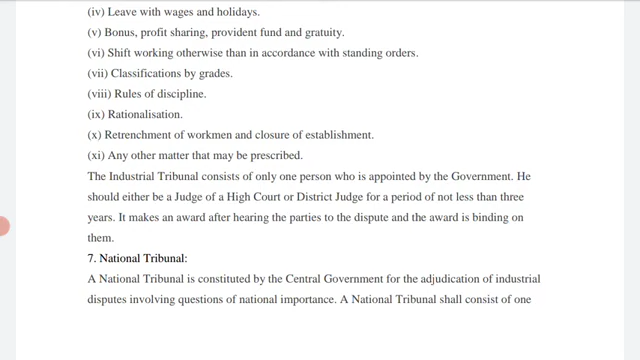 (iv) Leave with wages and holidays.
(v) Bonus, profit sharing, provident fund and gratuity.
(vi) Shift working otherwise than in accordance with standing orders.
(vii) Classifications by grades.
(viii) Rules of discipline.
(ix) Rationalisation.
(x) Retrenchment of workmen and closure of establishment.
(xi) Any other matter that may be prescribed.
The Industrial Tribunal consists of only one person who is appointed by the Government. He
should either be a Judge of a High Court or District Judge for a period of not less than three
years. It makes an award after hearing the parties to the dispute and the award is binding on
them.
7. National Tribunal:
A National Tribunal is constituted by the Central Government for the adjudication of industrial
disputes involving questions of national importance. A National Tribunal shall consist of one